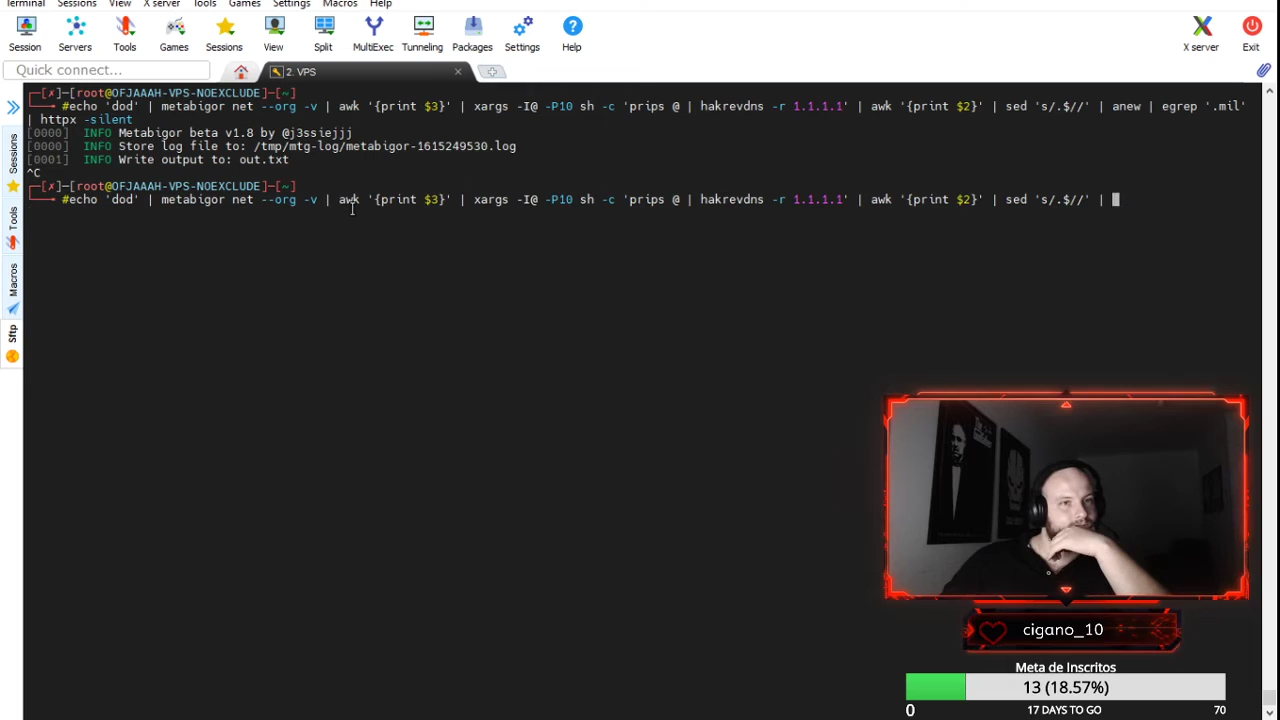 Terminal Sessions View X server Tools Games Settings Macros Help
Session Servers Tools Games Sessions View Split MultiExec Tunneling Packages Settings Help X server Exit
Quick connect... 2. VPS
Sessions
Tools
Macros
Sftp
┌─[✗]─[root@OFJAAAH-VPS-NOEXCLUDE]─[~]
└──╼ #echo 'dod' | metabigor net --org -v | awk '{print $3}' | xargs -I@ -P10 sh -c 'prips @ | hakrevdns -r 1.1.1.1' | awk '{print $2}' | sed 's/.$//' | anew | egrep '.mil'
| httpx -silent
[0000] INFO Metabigor beta v1.8 by @j3ssiejjj
[0000] INFO Store log file to: /tmp/mtg-log/metabigor-1615249530.log
[0001] INFO Write output to: out.txt
^C
┌─[✗]─[root@OFJAAAH-VPS-NOEXCLUDE]─[~]
└──╼ #echo 'dod' | metabigor net --org -v | awk '{print $3}' | xargs -I@ -P10 sh -c 'prips @ | hakrevdns -r 1.1.1.1' | awk '{print $2}' | sed 's/.$//' |
cigano_10
Meta de Inscritos
13 (18.57%)
0 17 DAYS TO GO 70